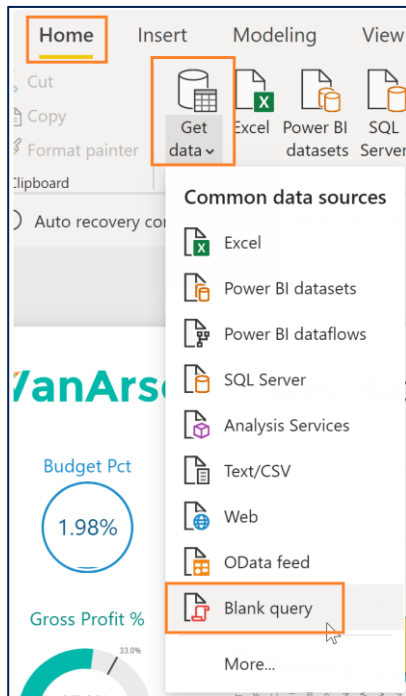 Home Insert Modeling View
Cut
Copy
Format painter
Clipboard
Get data
Excel
Power BI datasets
SQL Server
Auto recovery
Common data sources
Excel
Power BI datasets
Power BI dataflows
SQL Server
Analysis Services
Text/CSV
Web
OData feed
Blank query
More...
VanArs
Budget Pct
1.98%
Gross Profit %
33.0%